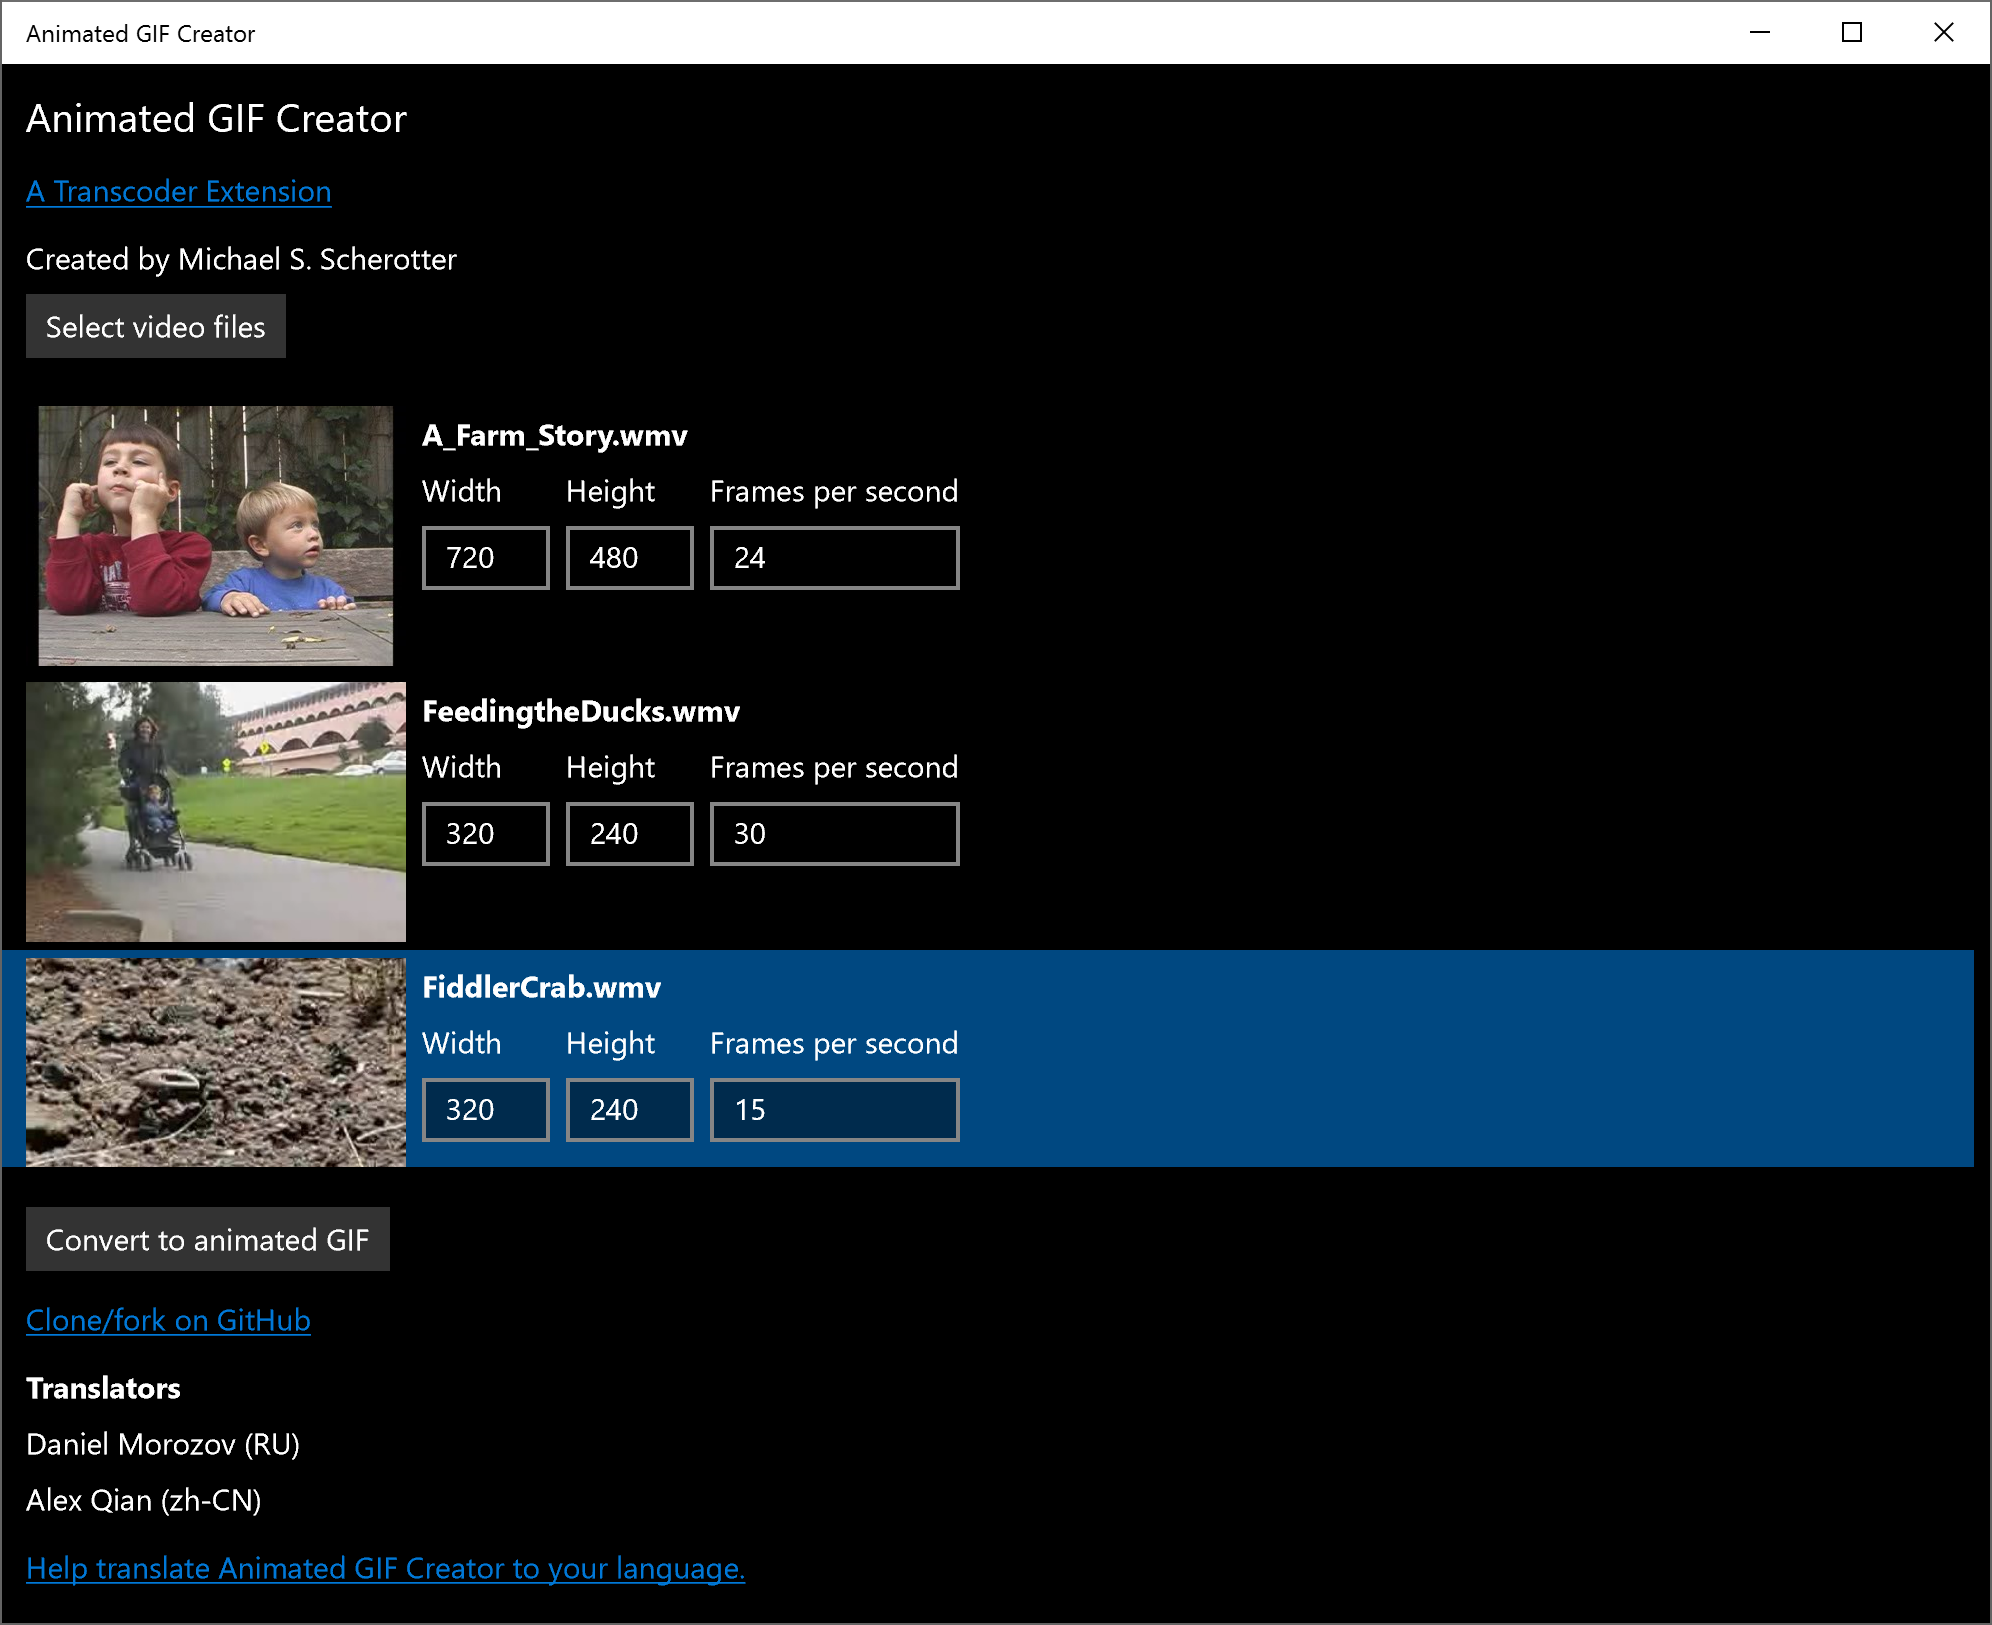 Animated GIF Creator
Animated GIF Creator
A Transcoder Extension
Created by Michael S. Scherotter
Select video files
A_Farm_Story.wmv
Width Height Frames per second
720 480 24
FeedingtheDucks.wmv
Width Height Frames per second
320 240 30
FiddlerCrab.wmv
Width Height Frames per second
320 240 15
Convert to animated GIF
Clone/fork on GitHub
Translators
Daniel Morozov (RU)
Alex Qian (zh-CN)
Help translate Animated GIF Creator to your language.